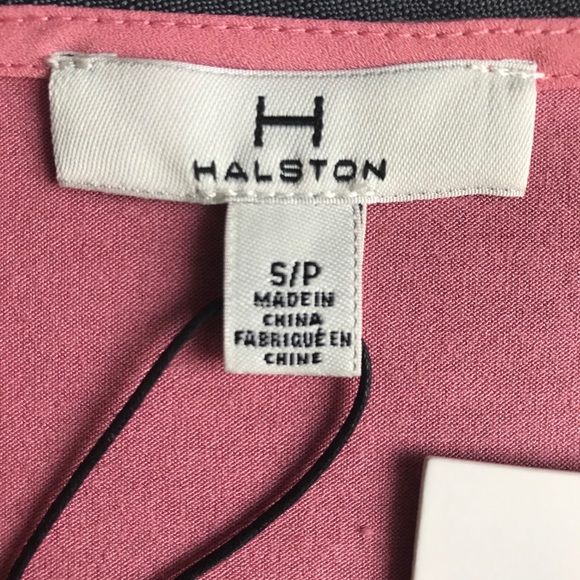 H
HALSTON
S/P
MADE IN
CHINA
FABRIQUÉ EN
CHINE